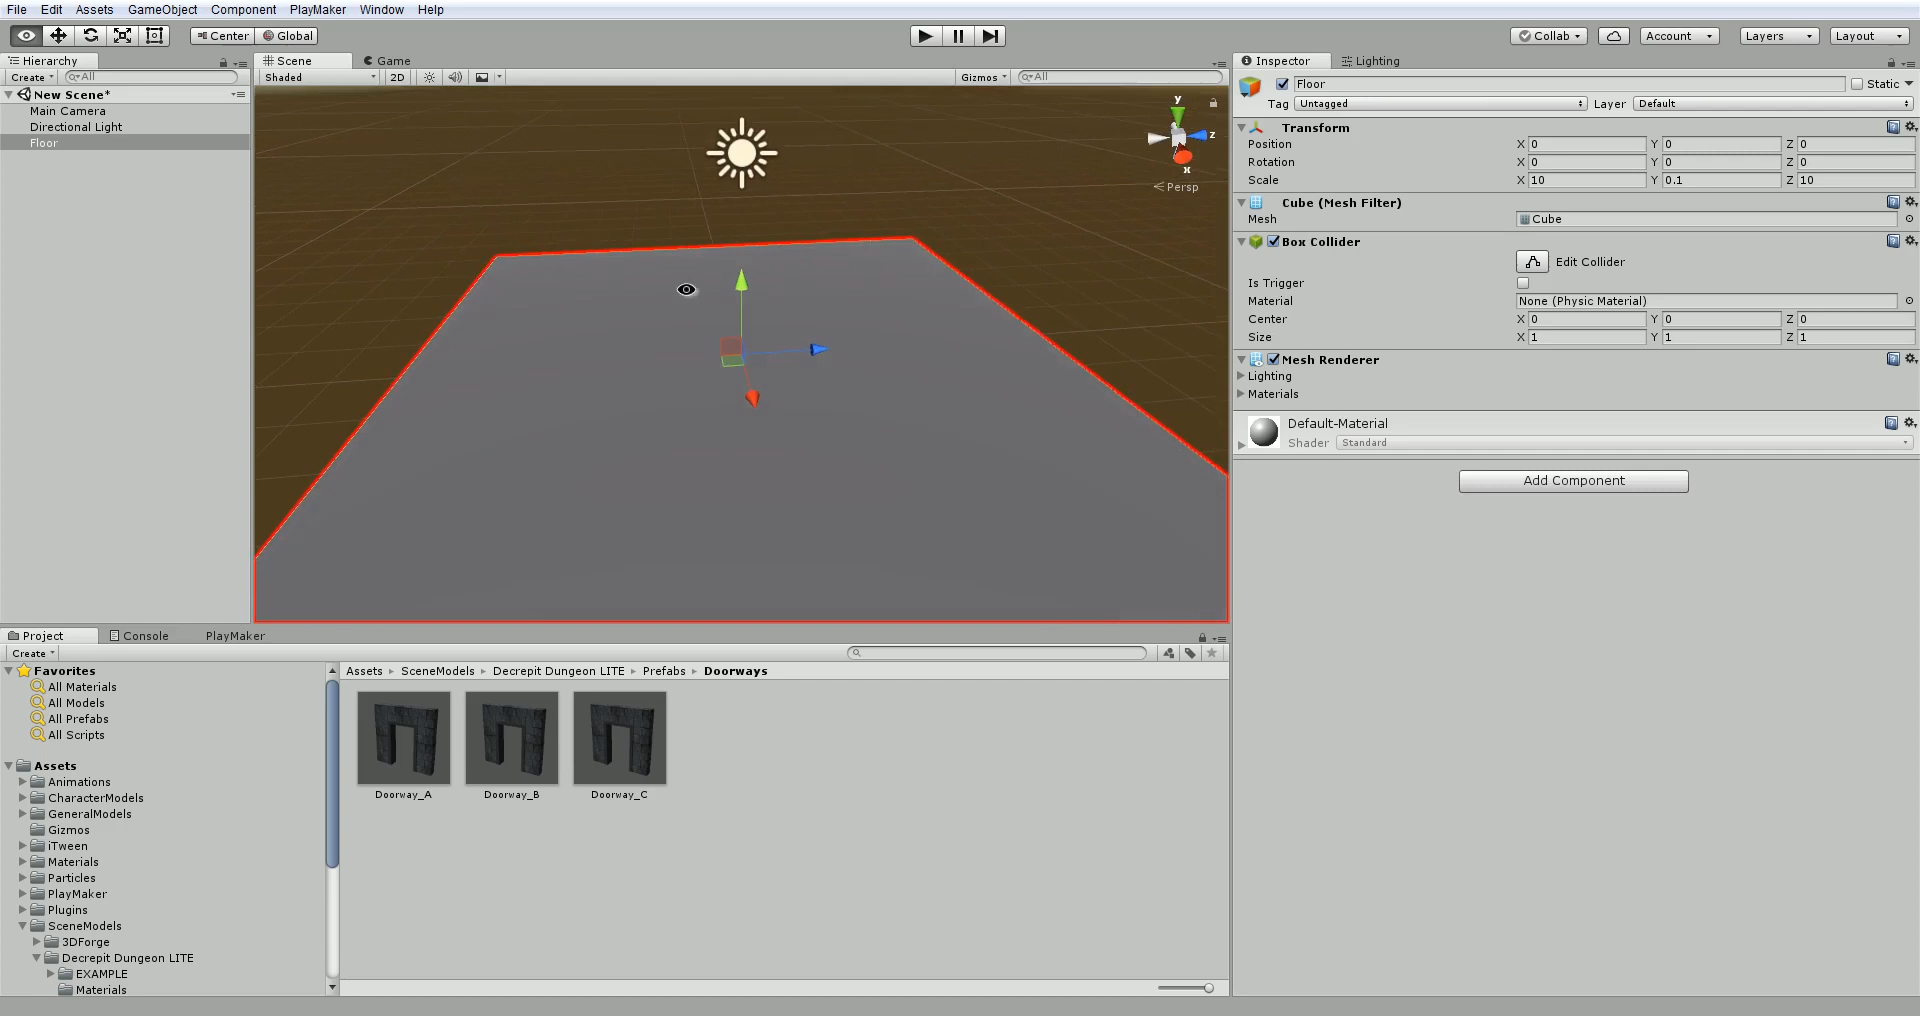 File Edit Assets GameObject Component PlayMaker Window Help
Center Global Collab Account Layers Layout
Hierarchy
Create All
New Scene*
Main Camera
Directional Light
Floor
Scene Game
Shaded 2D Gizmos All
y
z
x
Persp
Inspector Lighting
Floor Static
Tag Untagged Layer Default
Transform
Position X 0 Y 0 Z 0
Rotation X 0 Y 0 Z 0
Scale X 10 Y 0.1 Z 10
Cube (Mesh Filter)
Mesh Cube
Box Collider
Edit Collider
Is Trigger
Material None (Physic Material)
Center X 0 Y 0 Z 0
Size X 1 Y 1 Z 1
Mesh Renderer
Lighting
Materials
Default-Material
Shader Standard
Add Component
Project Console PlayMaker
Create
Favorites
All Materials
All Models
All Prefabs
All Scripts
Assets
Animations
CharacterModels
GeneralModels
Gizmos
iTween
Materials
Particles
PlayMaker
Plugins
SceneModels
3DForge
Decrepit Dungeon LITE
EXAMPLE
Materials
Assets SceneModels Decrepit Dungeon LITE Prefabs Doorways
Doorway_A Doorway_B Doorway_C